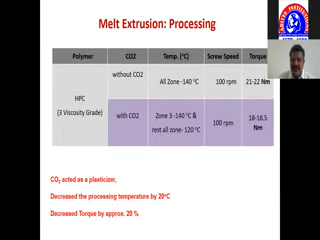 Melt Extrusion: Processing
Polymer CO2 Temp. (°C) Screw Speed Torque
HPC
(3 Viscosity Grade)
without CO2 All Zone -140 °C 100 rpm 21-22 Nm
with CO2 Zone 3 -140 °C &
rest all zone- 120 °C 100 rpm 18-18.5
Nm
CO₂ acted as a plasticizer,
Decreased the processing temperature by 20°C
Decreased Torque by approx. 20 %